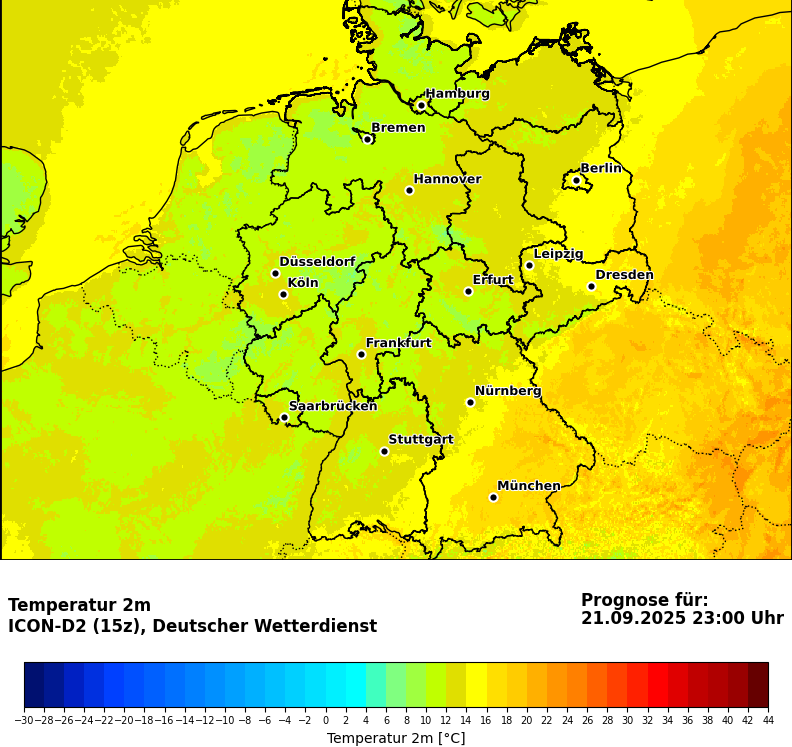 Hamburg
Bremen
Berlin
Hannover
Leipzig
Düsseldorf
Dresden
Köln
Erfurt
Frankfurt
Nürnberg
Saarbrücken
Stuttgart
München
Temperatur 2m
ICON-D2 (15z), Deutscher Wetterdienst
Prognose für:
21.09.2025 23:00 Uhr
−30 −28 −26 −24 −22 −20 −18 −16 −14 −12 −10 −8 −6 −4 −2 0 2 4 6 8 10 12 14 16 18 20 22 24 26 28 30 32 34 36 38 40 42 44
Temperatur 2m [°C]